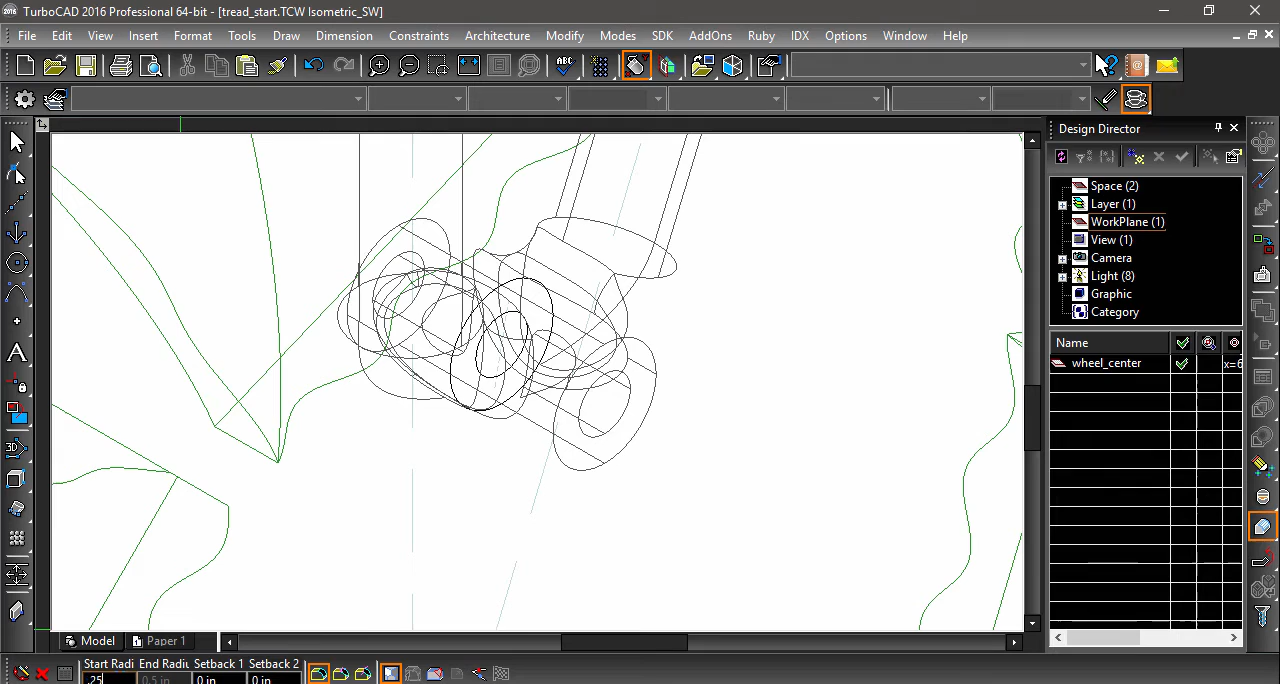 TurboCAD 2016 Professional 64-bit - [tread_start.TCW Isometric_SW]
File Edit View Insert Format Tools Draw Dimension Constraints Architecture Modify Modes SDK AddOns Ruby IDX Options Window Help
ABC
Design Director
Space (2)
Layer (1)
WorkPlane (1)
View (1)
Camera
Light (8)
Graphic
Category
Name
wheel_center x=6
3D
Model Paper 1
Start Radi End Radiu Setback 1 Setback 2
.25 0.5 in 0 in 0 in